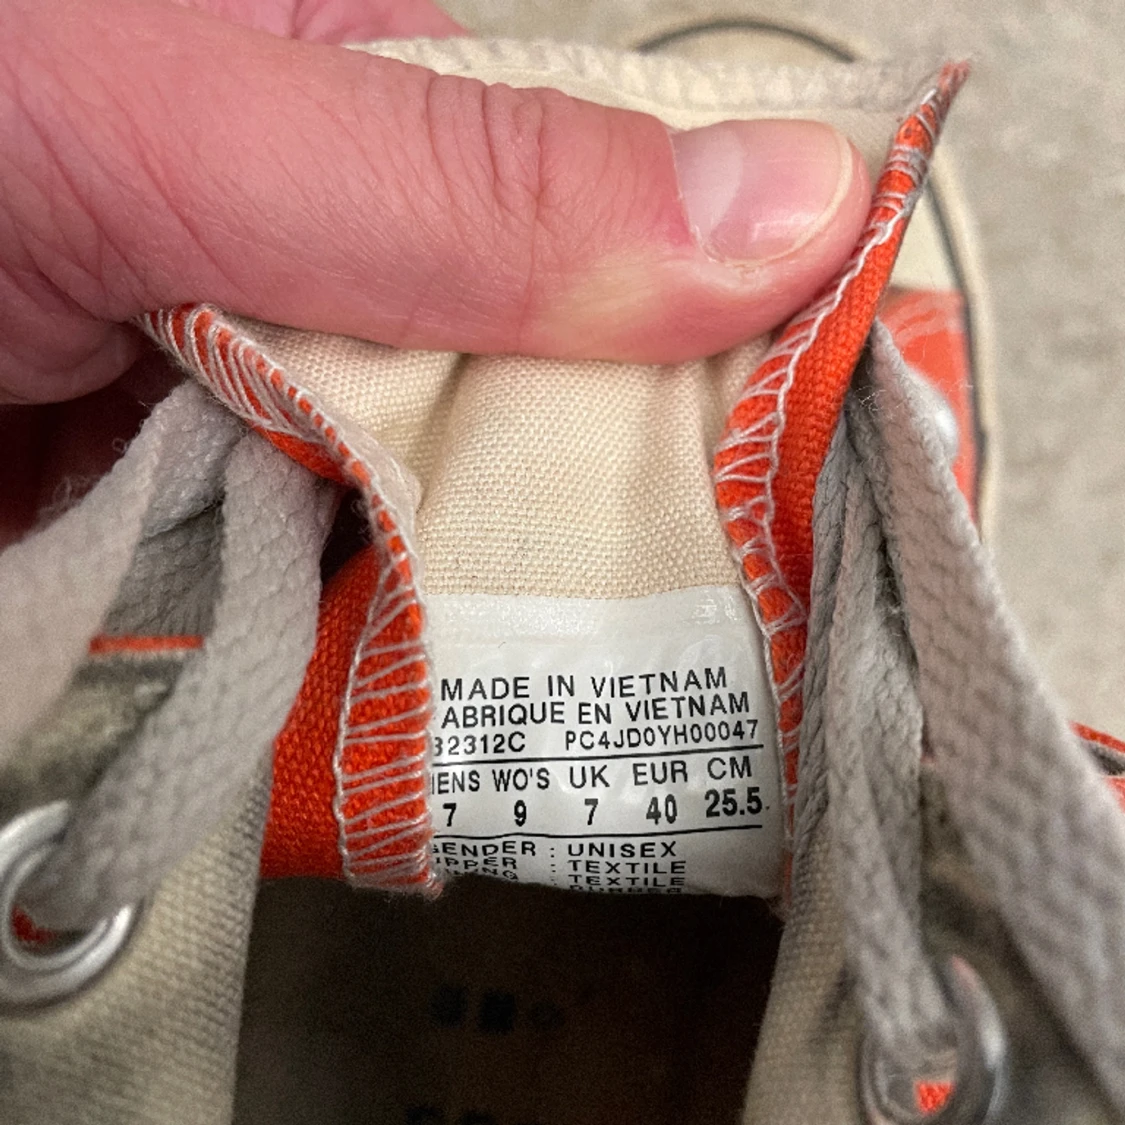 MADE IN VIETNAM
ABRIQUE EN VIETNAM
32312C PC4JD0YH00047
IENS WO'S UK EUR CM
7 9 7 40 25.5
GENDER : UNISEX
UPPER : TEXTILE
: TEXTILE